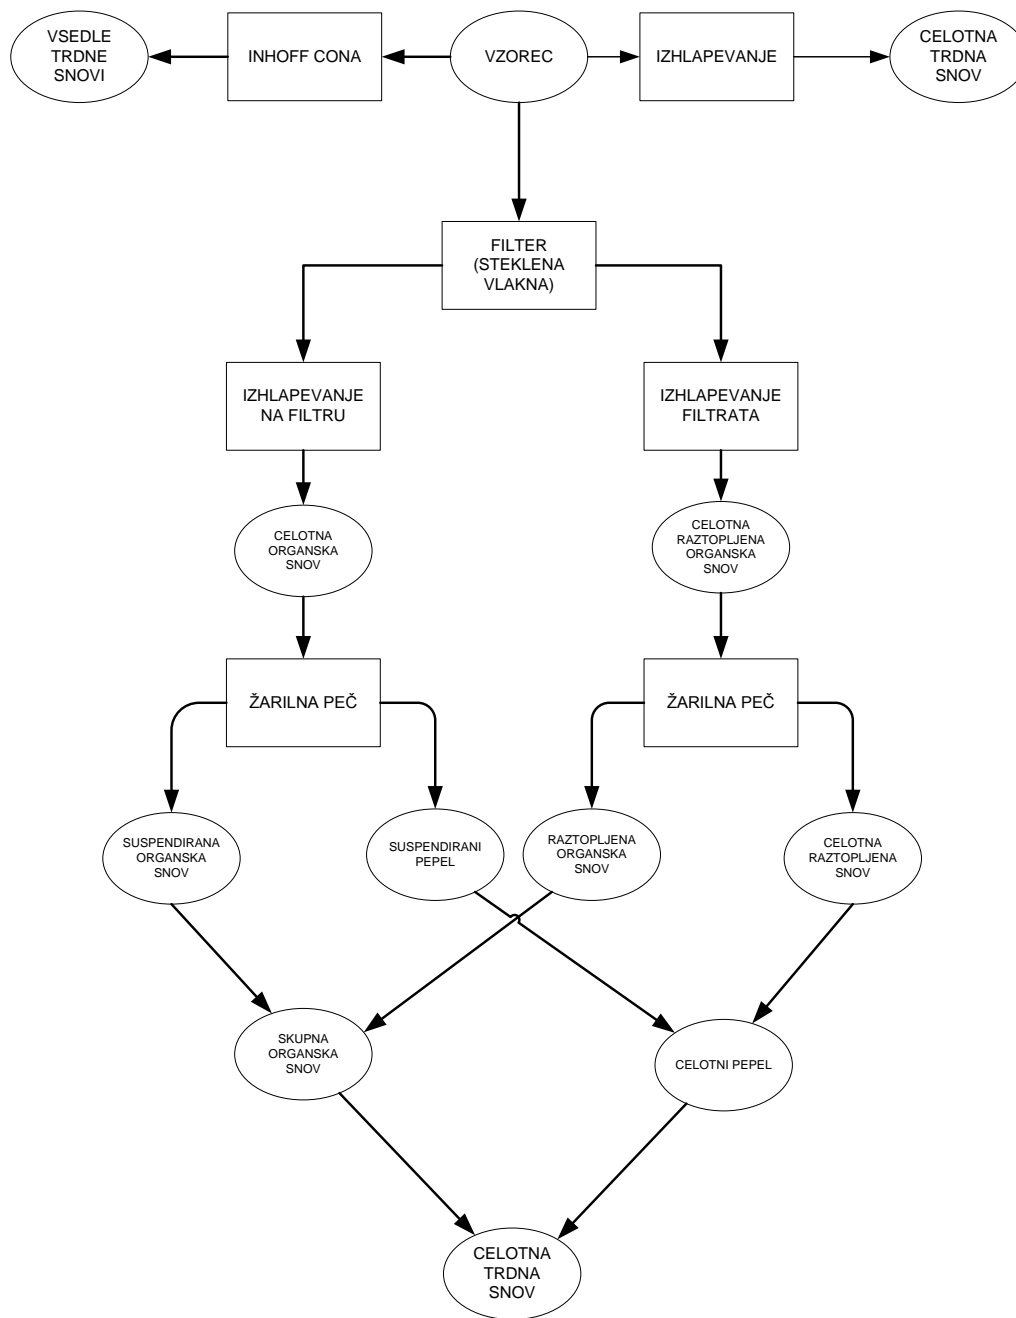 VSEDLE
TRDNE
SNOVI
INHOFF CONA
VZOREC
IZHLAPEVANJE
CELOTNA
TRDNA
SNOV
FILTER
(STEKLENA
VLAKNA)
IZHLAPEVANJE
NA FILTRU
IZHLAPEVANJE
FILTRATA
CELOTNA
ORGANSKA
SNOV
CELOTNA
RAZTOPLJENA
ORGANSKA
SNOV
ŽARILNA PEČ
ŽARILNA PEČ
SUSPENDIRANA
ORGANSKA
SNOV
SUSPENDIRANI
PEPEL
RAZTOPLJENA
ORGANSKA
SNOV
CELOTNA
RAZTOPLJENA
SNOV
SKUPNA
ORGANSKA
SNOV
CELOTNI PEPEL
CELOTNA
TRDNA
SNOV